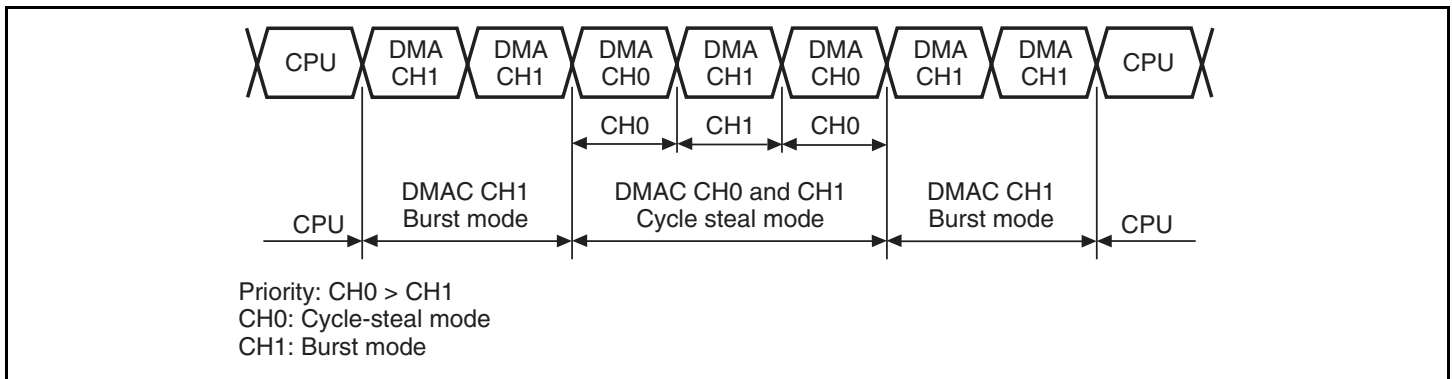 CPU DMA CH1 DMA CH1 DMA CH0 DMA CH1 DMA CH0 DMA CH1 DMA CH1 CPU
CH0 CH1 CH0
DMAC CH1 DMAC CH0 and CH1 DMAC CH1
CPU Burst mode Cycle steal mode Burst mode CPU
Priority: CH0 > CH1
CH0: Cycle-steal mode
CH1: Burst mode